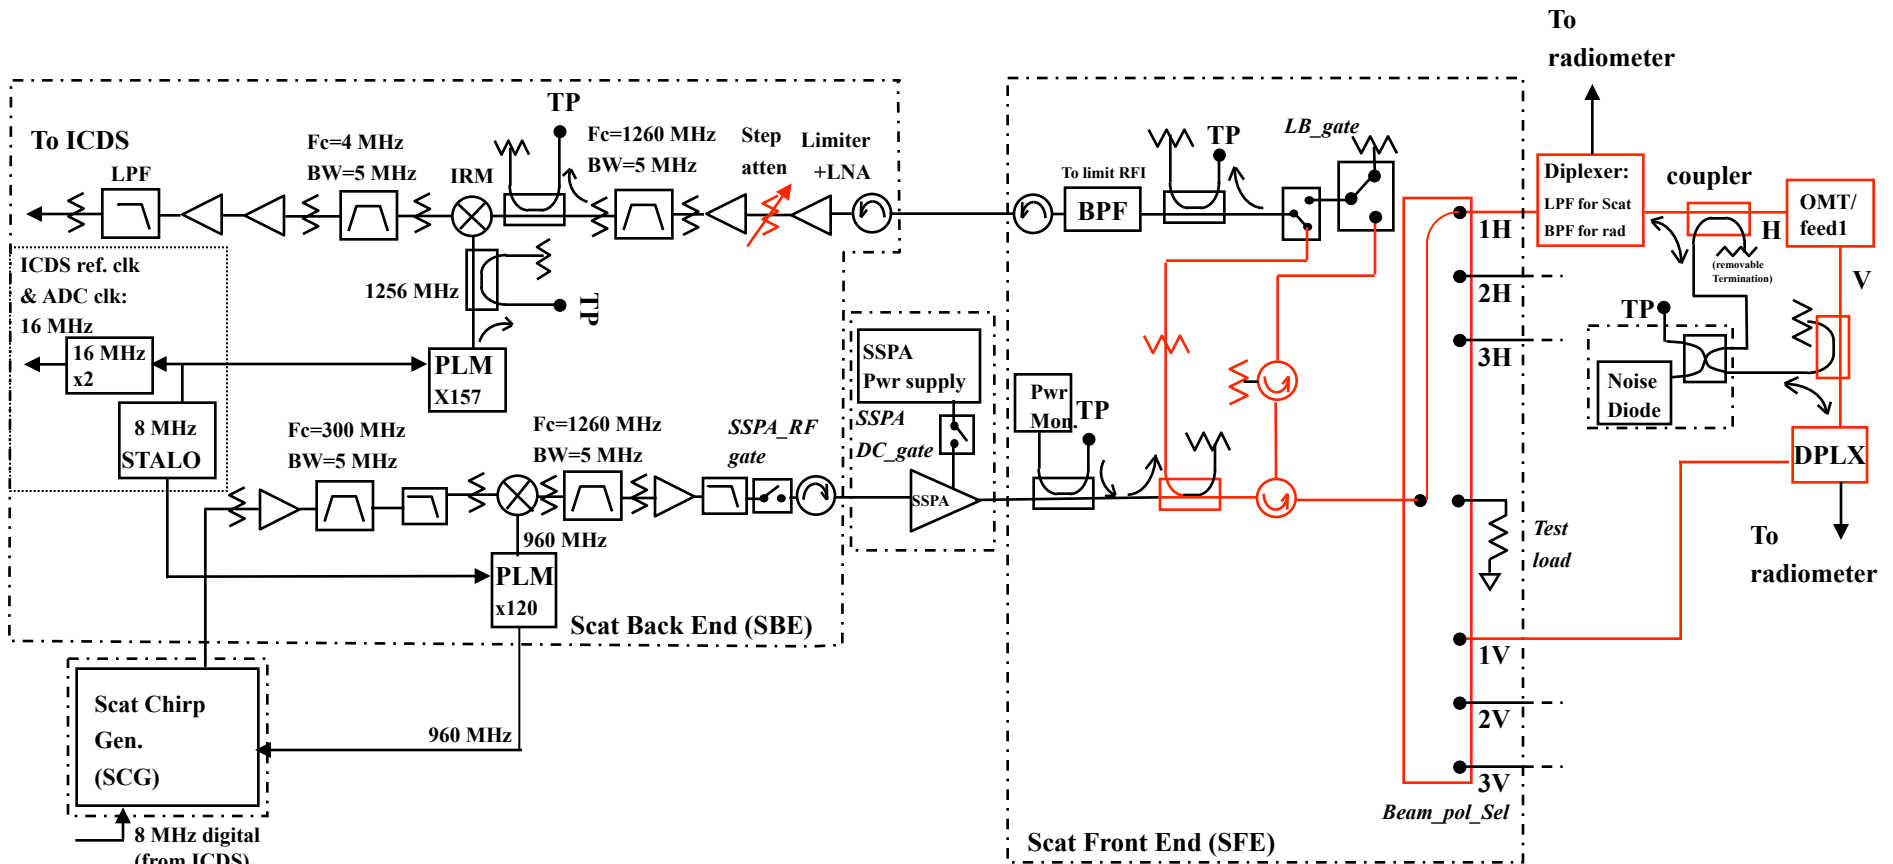 To
radiometer
To ICDS
LPF
Fc=4 MHz
BW=5 MHz
IRM
TP
Fc=1260 MHz
BW=5 MHz
Step
atten
Limiter
+LNA
To limit RFI
BPF
TP
LB_gate
Diplexer:
LPF for Scat
BPF for rad
coupler
H
OMT/
feed1
(removable
Termination)
V
1H
2H
3H
ICDS ref. clk
& ADC clk:
16 MHz
16 MHz
x2
1256 MHz
TP
PLM
X157
8 MHz
STALO
SSPA
Pwr supply
SSPA
DC_gate
Pwr
Mon.
TP
TP
Noise
Diode
DPLX
Fc=300 MHz
BW=5 MHz
Fc=1260 MHz
BW=5 MHz
SSPA_RF
gate
SSPA
Test
load
To
radiometer
960 MHz
PLM
x120
Scat Back End (SBE)
1V
2V
3V
Scat Chirp
Gen.
(SCG)
960 MHz
Beam_pol_Sel
Scat Front End (SFE)
8 MHz digital
(from ICDS)